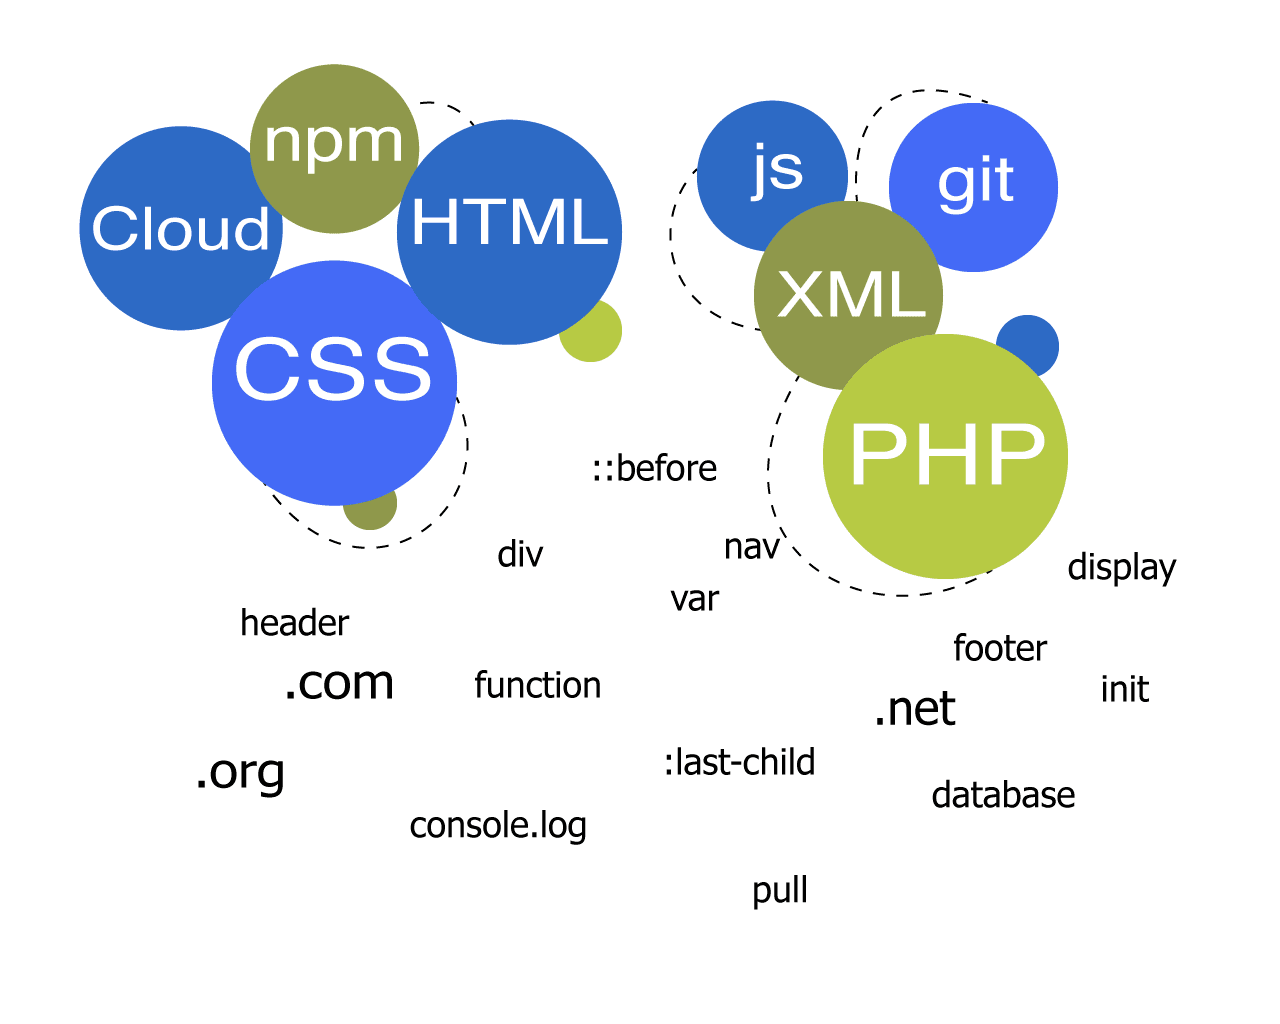 npm
Cloud
HTML
CSS
js
git
XML
PHP
::before
div
nav
display
var
header
footer
.com
function
init
.net
:last-child
.org
database
console.log
pull